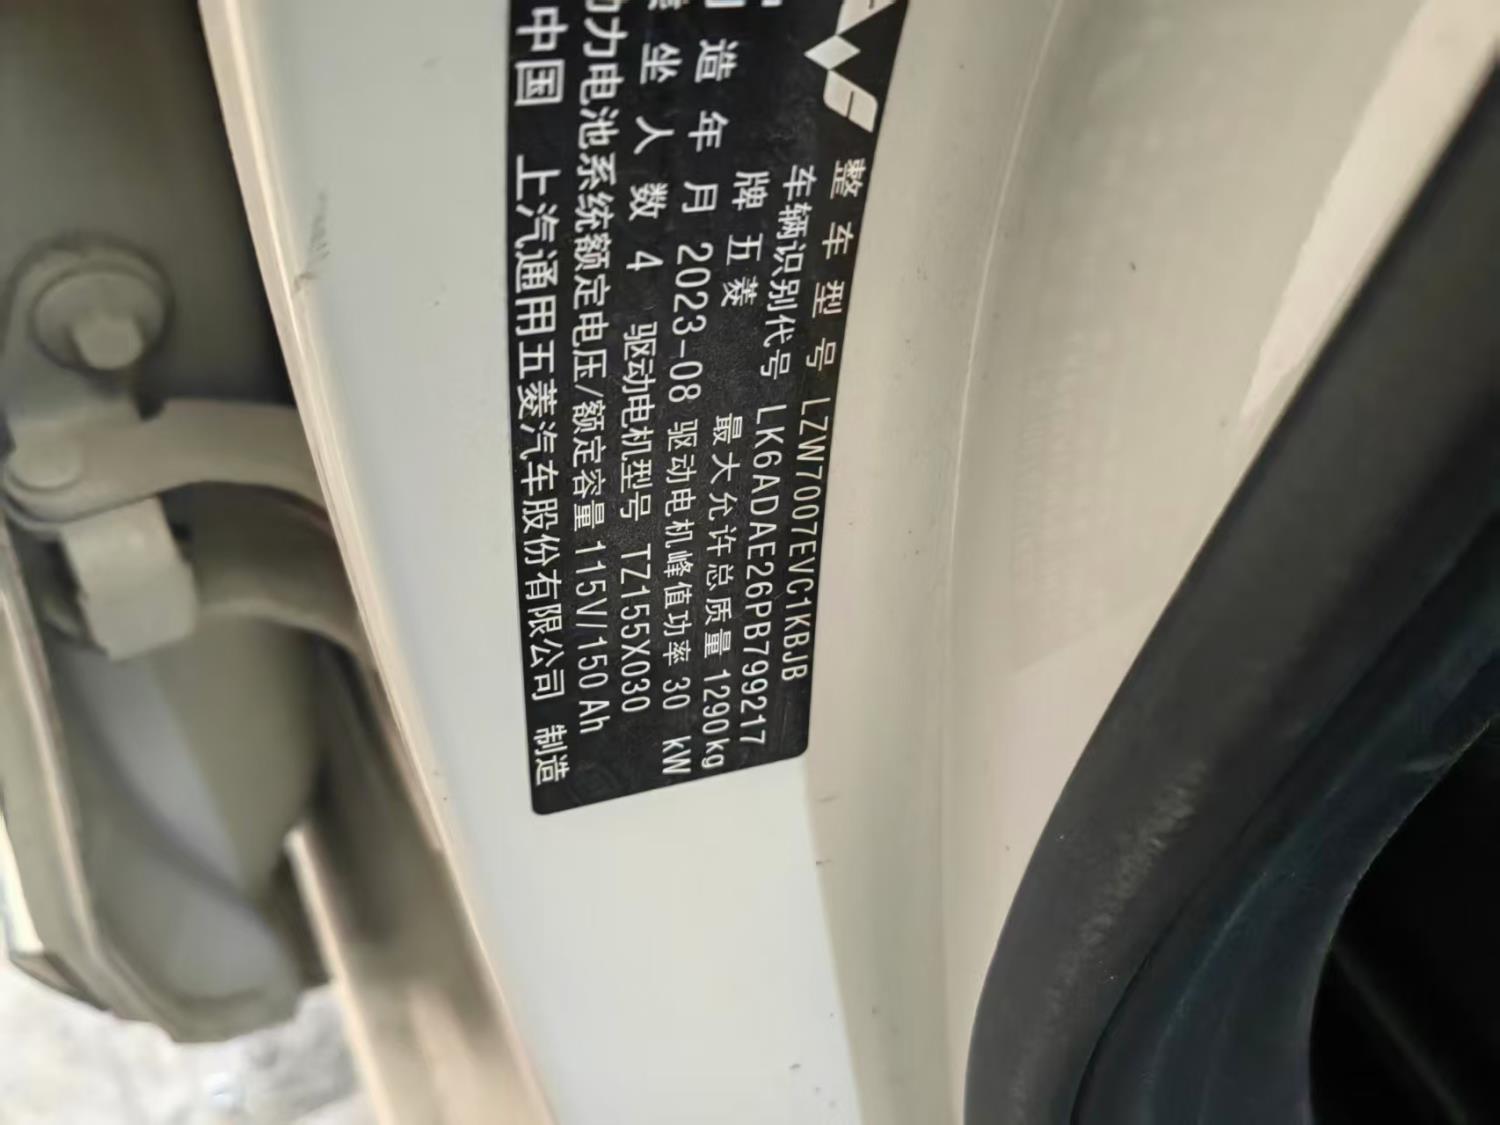 整车型号 LZW7007EVC1KBJB
车辆识别代号 LK6ADAE26PB799217
牌 五菱 最大允许总质量 1290kg
造年月 2023-08 驱动电机峰值功率 30 kW
坐人数 4 驱动电机型号 TZ155X030
动力电池系统额定电压/额定容量 115V/150 Ah
中国 上汽通用五菱汽车股份有限公司 制造